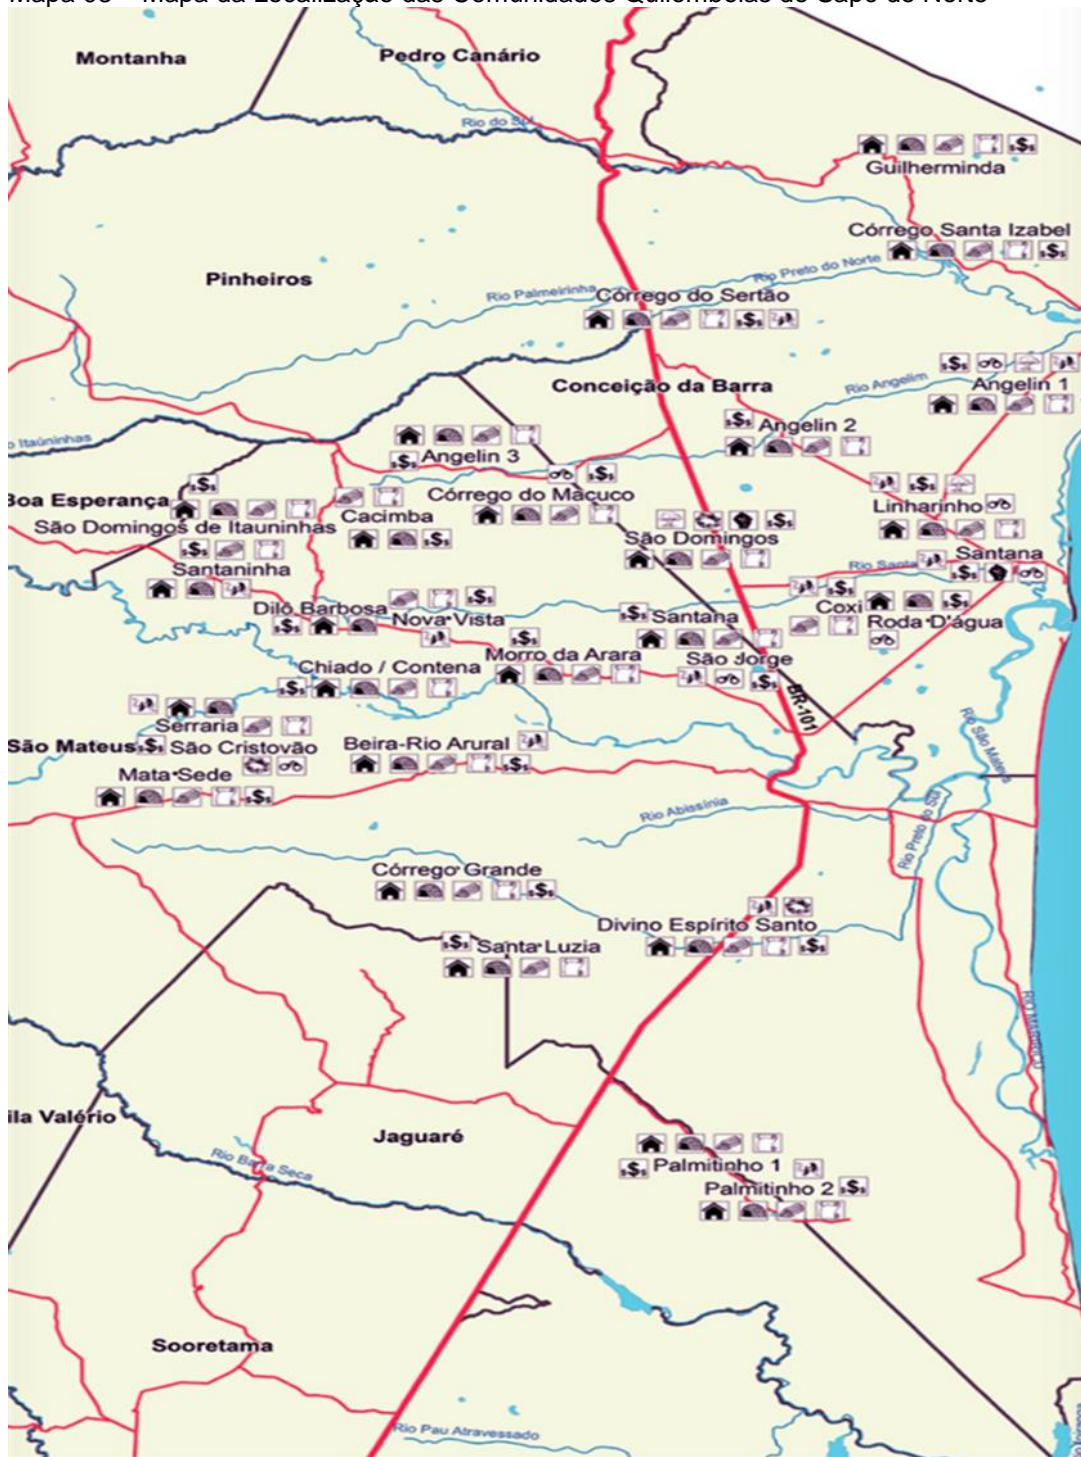 Mapa 03 – Mapa da Localização das Comunidades Quilombolas do Sapê do Norte
Montanha
Pedro Canário
Rio do Sul
Guilherminda
Córrego Santa Izabel
Rio Preto do Norte
Pinheiros
Rio Palmeirinha
Córrego do Sertão
Conceição da Barra
Rio Angelim
Angelin 1
Angelin 2
o Itaúninhas
Angelin 3
Boa Esperança
Córrego do Macuco
Linharinho
Cacimba
São Domingos de Itauninhas
São Domingos
Santana
Rio Santa
Santaninha
Dilô Barbosa
Nova Vista
Santana
Coxi
Roda D'água
Morro da Arara
São Jorge
Chiado / Contena
BR-101
Serraria
Rio São Mateus
São Mateus
São Cristovão
Beira-Rio Arural
Mata Sede
Rio Abissínia
Rio Preto do Sul
Córrego Grande
Divino Espírito Santo
Santa Luzia
RIO MARIRICU
ila Valério
Jaguaré
Rio Barra Seca
Palmitinho 1
Palmitinho 2
Sooretama
Rio Pau Atravessado